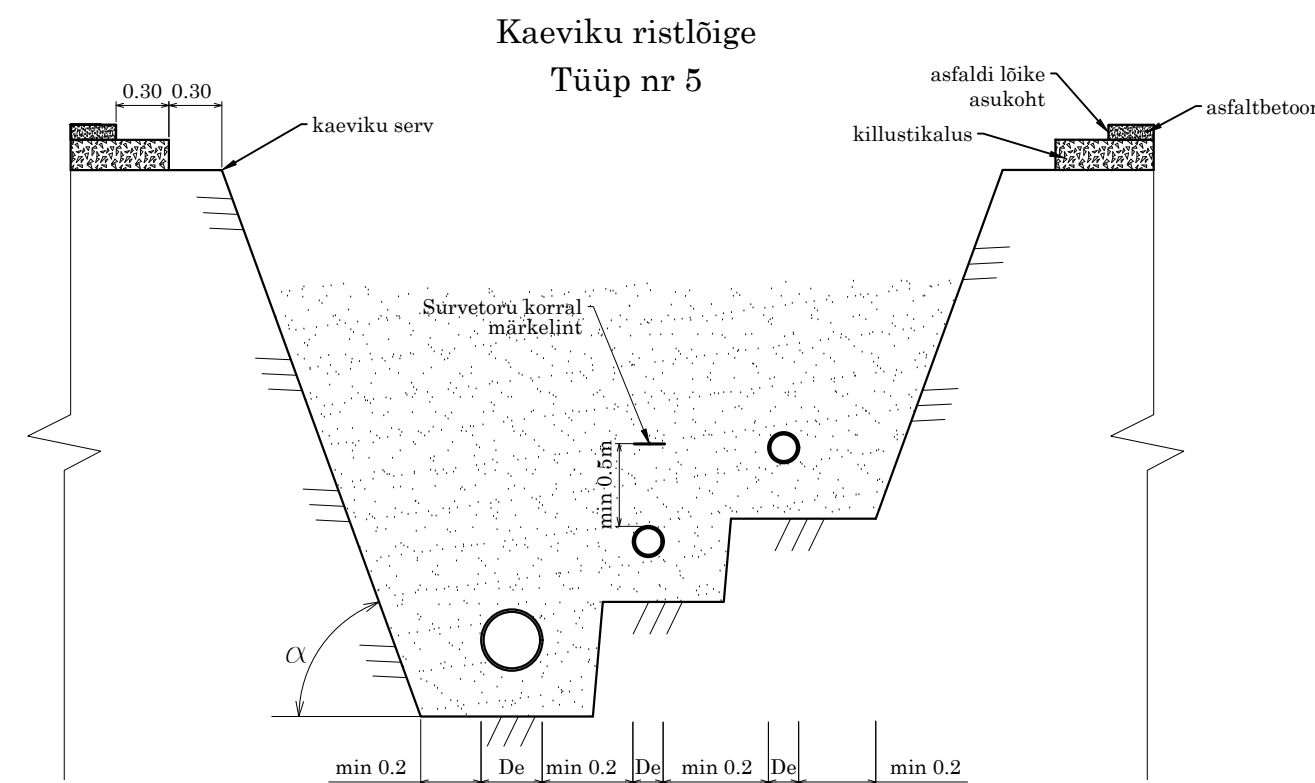 Kaeviku ristlõige
Tüüp nr 5
0.30 0.30
kaeviku serv
asfaldi lõike
asukoht
asfaltbetoon
killustikalus
Survetoru korral
märkelint
min 0.5m
α
min 0.2 De min 0.2 De min 0.2 De min 0.2